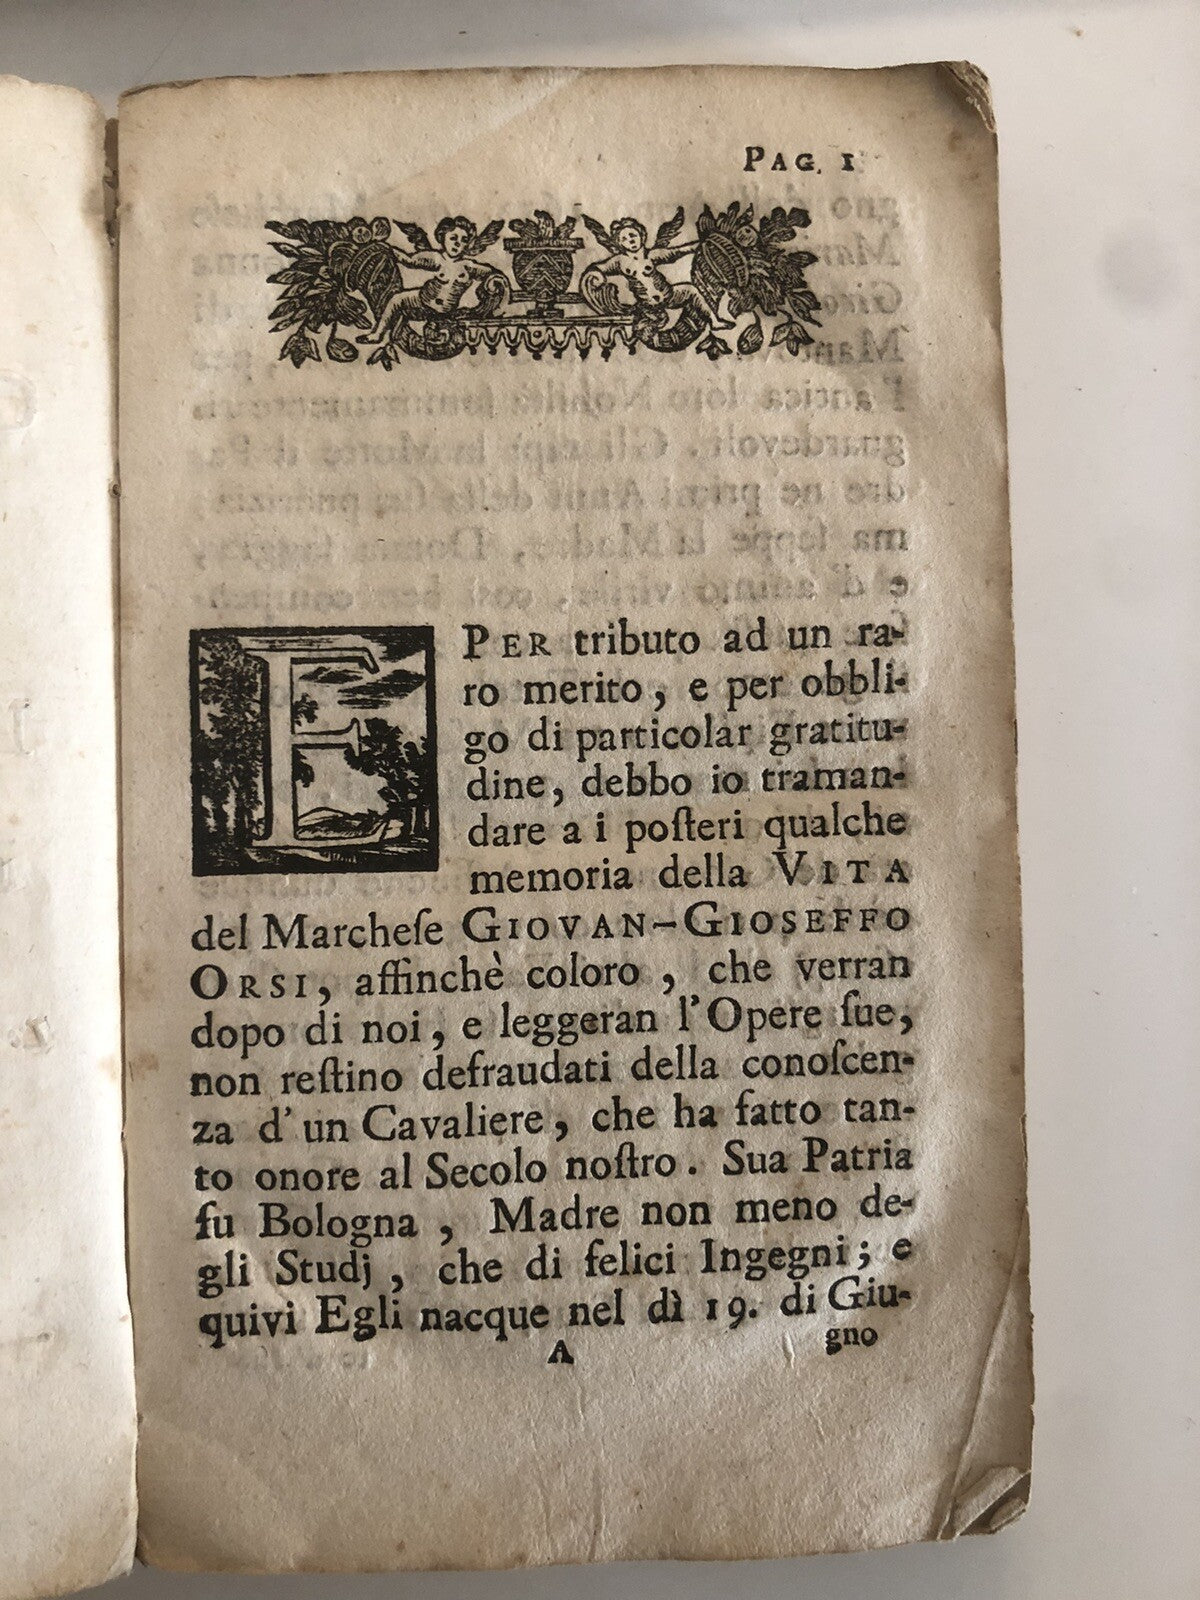 PAG. 1
E PER tributo ad un ra-
ro merito, e per obbli-
go di particolar gratitu-
dine, debbo io traman-
dare a i poſteri qualche
memoria della VITA
del Marcheſe GIOVAN-GIOSEFFO
ORSI, affinchè coloro, che verran
dopo di noi, e leggeran l'Opere ſue,
non reſtino defraudati della conoſcen-
za d'un Cavaliere, che ha fatto tan-
to onore al Secolo noſtro. Sua Patria
fu Bologna, Madre non meno de-
gli Studj, che di felici Ingegni; e
quivi Egli nacque nel dì 19. di Giu-
A gno